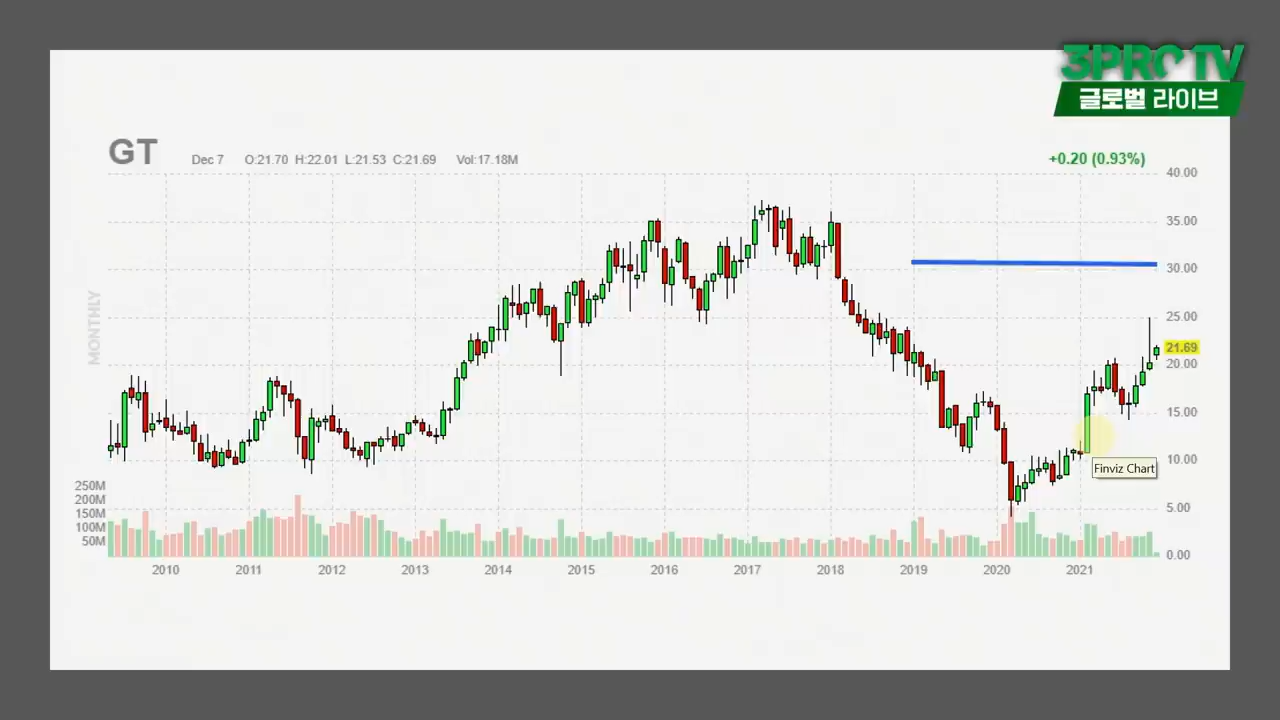 3PRO TV
글로벌 라이브
GT Dec 7 O:21.70 H:22.01 L:21.53 C:21.69 Vol:17.18M +0.20 (0.93%)
40.00
35.00
30.00
25.00
21.69
20.00
15.00
10.00
5.00
0.00
MONTHLY
Finviz Chart
250M
200M
150M
100M
50M
2010 2011 2012 2013 2014 2015 2016 2017 2018 2019 2020 2021